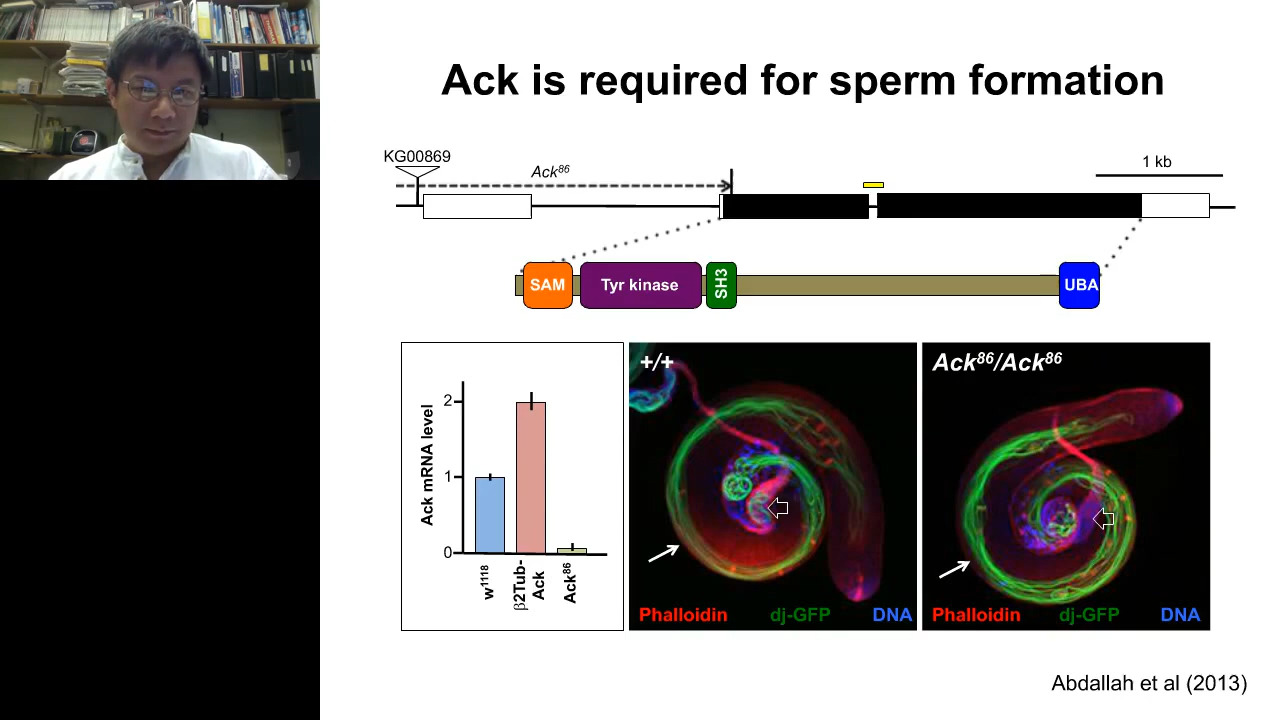 Ack is required for sperm formation
KG00869
Ack86
1 kb
SAM
Tyr kinase
SH3
UBA
Ack mRNA level
2
1
0
w1118
β2Tub-
Ack
Ack86
+/+
Phalloidin dj-GFP DNA
Ack86/Ack86
Phalloidin dj-GFP DNA
Abdallah et al (2013)